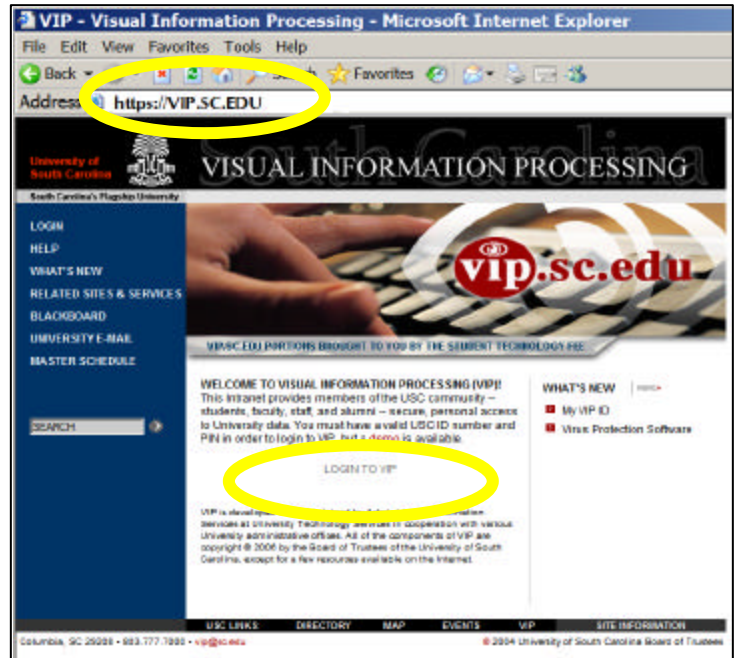 VIP - Visual Information Processing - Microsoft Internet Explorer
File Edit View Favorites Tools Help
Back Favorites
Address https://VIP.SC.EDU
University of
South Carolina
VISUAL INFORMATION PROCESSING
South Carolina
South Carolina's Flagship University
LOGIN
HELP
WHAT'S NEW
RELATED SITES & SERVICES
BLACKBOARD
UNIVERSITY E-MAIL
MASTER SCHEDULE
SEARCH
vip.sc.edu
VIP.SC.EDU PORTIONS BROUGHT TO YOU BY THE STUDENT TECHNOLOGY FEE
WELCOME TO VISUAL INFORMATION PROCESSING (VIP)!
This Intranet provides members of the USC community –
students, faculty, staff, and alumni – secure, personal access
to University data. You must have a valid USC ID number and
PIN in order to login to VIP, but a demo is available.
LOGIN TO VIP
VIP is
Services at University Technology Services in cooperation with various
University administrative offices. All of the components of VIP are
copyright © 2006 by the Board of Trustees of the University of South
Carolina, except for a few resources available on the Internet.
WHAT'S NEW more>
My VIP ID
Virus Protection Software
USC LINKS: DIRECTORY MAP EVENTS VIP SITE INFORMATION
Columbia, SC 29208 • 803.777.7000 • vip@sc.edu
© 2004 University of South Carolina Board of Trustees